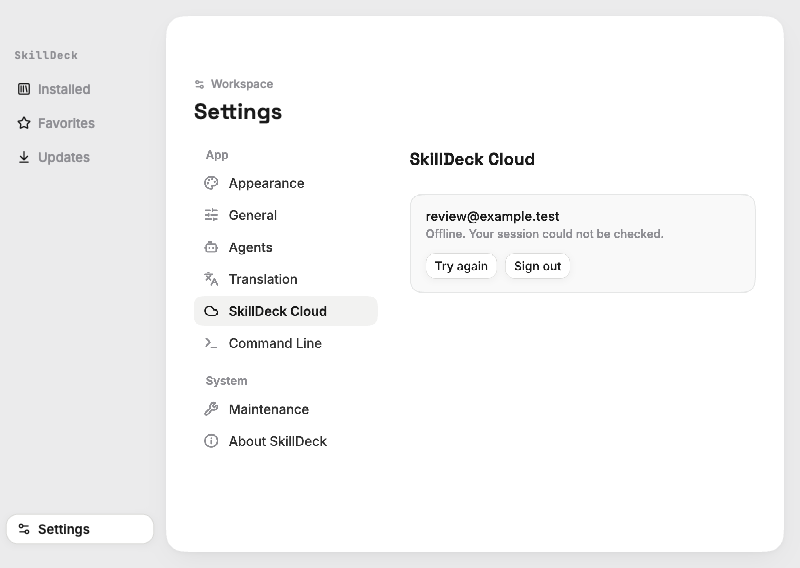 SkillDeck
Installed
Favorites
Updates
Settings
Workspace
Settings
App
Appearance
General
Agents
Translation
SkillDeck Cloud
Command Line
System
Maintenance
About SkillDeck
SkillDeck Cloud
review@example.test
Offline. Your session could not be checked.
Try again
Sign out